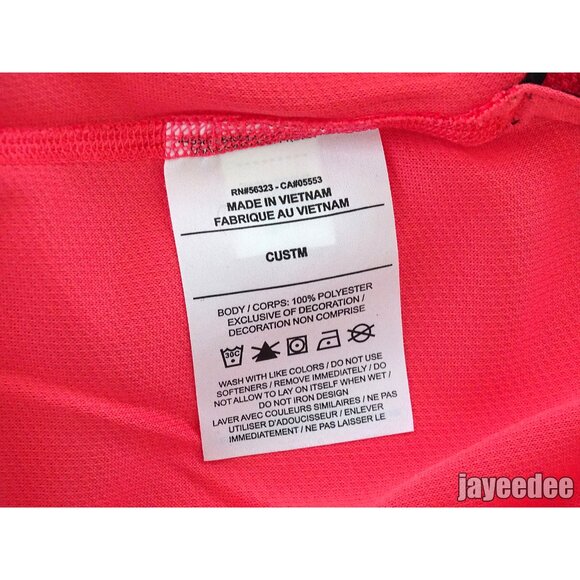 RN#56323 - CA#05553
MADE IN VIETNAM
FABRIQUE AU VIETNAM
CUSTM
BODY / CORPS: 100% POLYESTER
EXCLUSIVE OF DECORATION /
DECORATION NON COMPRISE
30C
WASH WITH LIKE COLORS / DO NOT USE
SOFTENERS / REMOVE IMMEDIATELY / DO
NOT ALLOW TO LAY ON ITSELF WHEN WET /
DO NOT IRON DESIGN
LAVER AVEC COULEURS SIMILAIRES / NE PAS
UTILISER D'ADOUCISSEUR / ENLEVER
IMMEDIATEMENT / NE PAS LAISSER LE
jayeedee